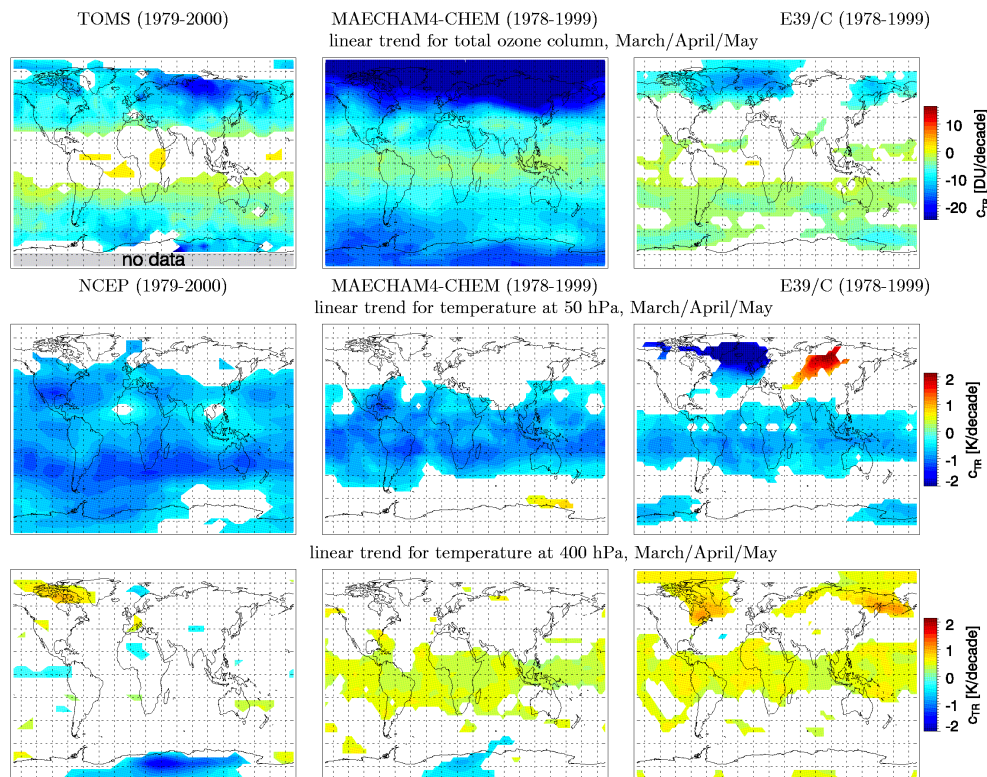 TOMS (1979-2000) MAECHAM4-CHEM (1978-1999) E39/C (1978-1999)
linear trend for total ozone column, March/April/May
no data
10
0
-10
-20
c_TR [DU/decade]
NCEP (1979-2000) MAECHAM4-CHEM (1978-1999) E39/C (1978-1999)
linear trend for temperature at 50 hPa, March/April/May
2
1
0
-1
-2
c_TR [K/decade]
linear trend for temperature at 400 hPa, March/April/May
2
1
0
-1
-2
c_TR [K/decade]